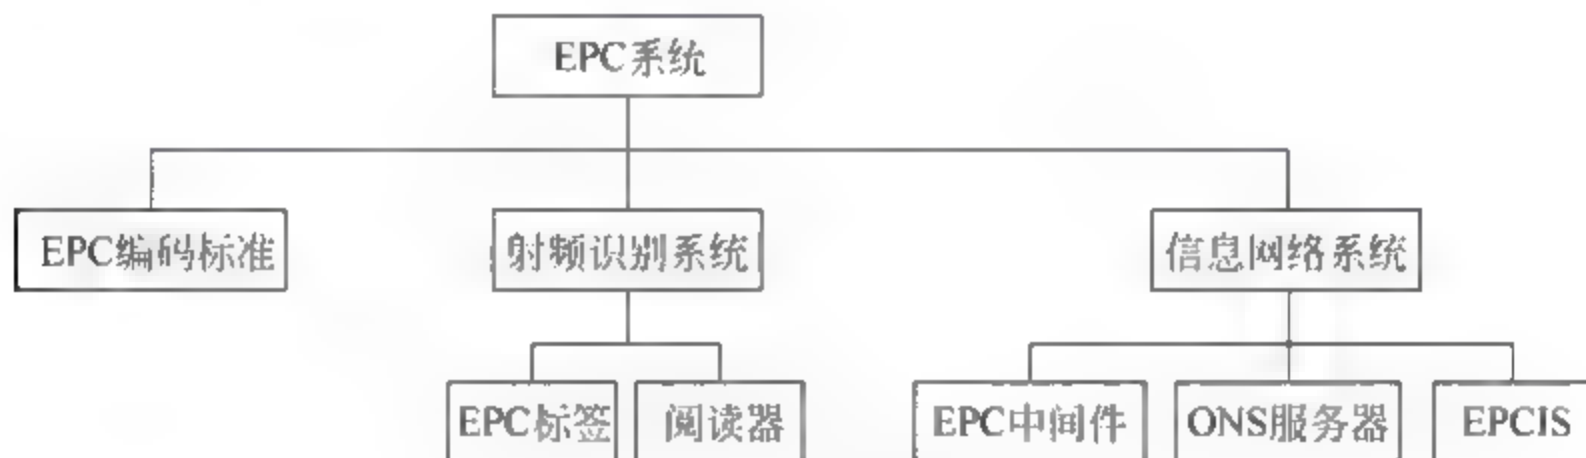 EPC系统
EPC编码标准
射频识别系统
信息网络系统
EPC标签
阅读器
EPC中间件
ONS服务器
EPCIS